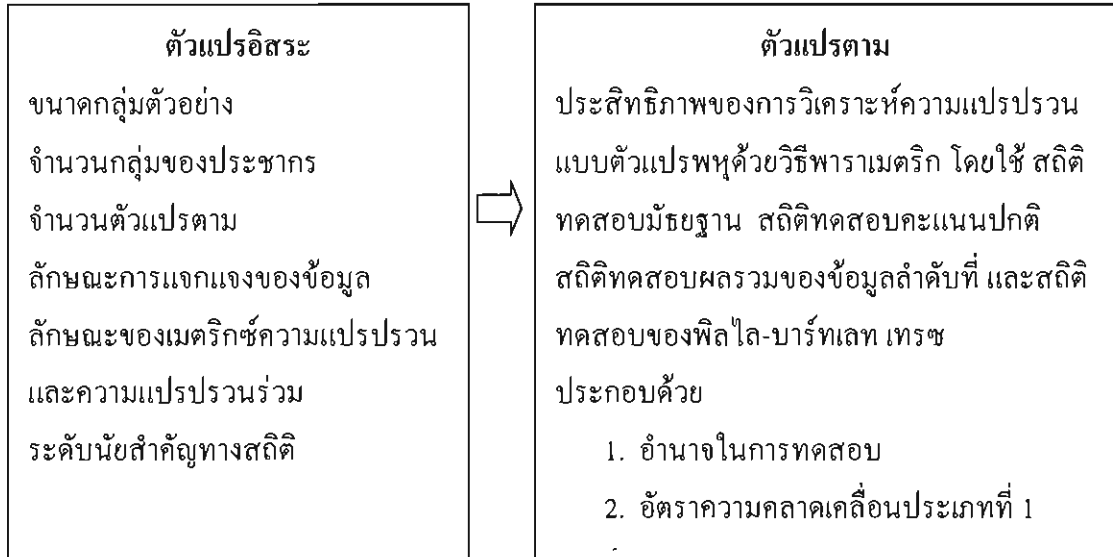 ตัวแปรอิสระ
ขนาดกลุ่มตัวอย่าง
จำนวนกลุ่มของประชากร
จำนวนตัวแปรตาม
ลักษณะการแจกแจงของข้อมูล
ลักษณะของเมตริกซ์ความแปรปรวน
และความแปรปรวนร่วม
ระดับนัยสำคัญทางสถิติ
ตัวแปรตาม
ประสิทธิภาพของการวิเคราะห์ความแปรปรวน
แบบตัวแปรพหุด้วยวิธีพาราเมตริก โดยใช้ สถิติ
ทดสอบมัธยฐาน สถิติทดสอบคะแนนปกติ
สถิติทดสอบผลรวมของข้อมูลลำดับที่ และสถิติ
ทดสอบของพิลไล-บาร์ทเลท เทรซ
ประกอบด้วย
1. อำนาจในการทดสอบ
2. อัตราความคลาดเคลื่อนประเภทที่ 1